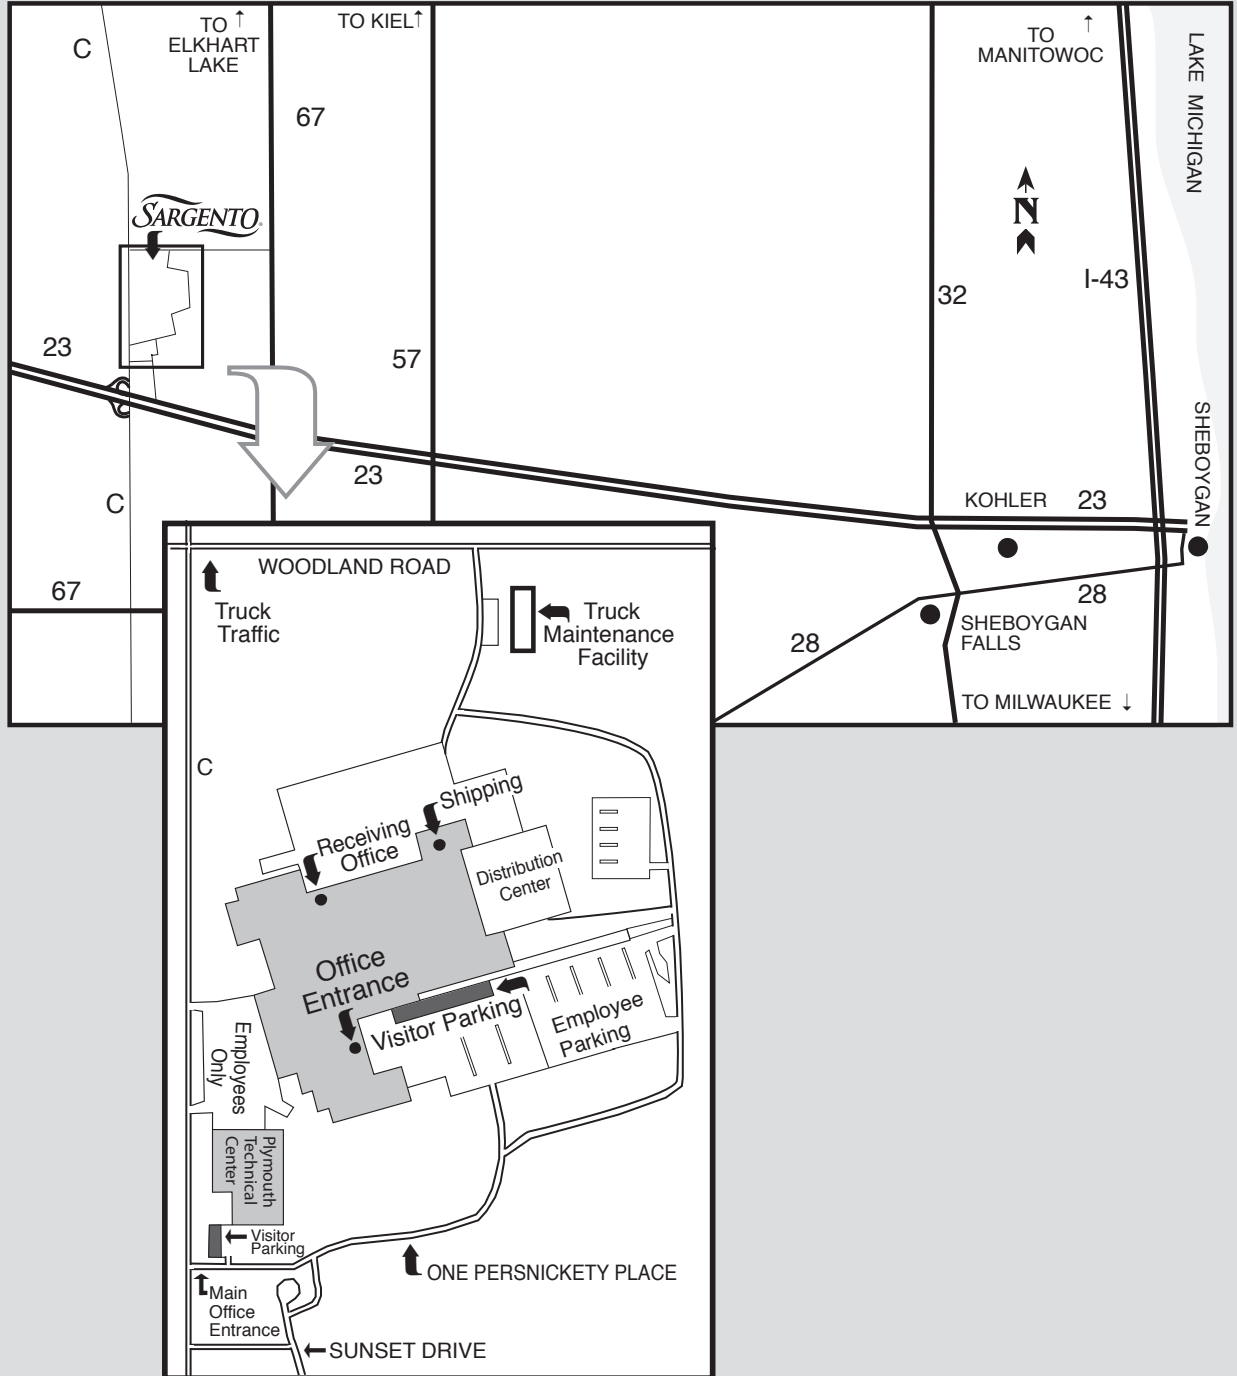 C
TO ↑
ELKHART
LAKE
TO KIEL↑
TO ↑
MANITOWOC
LAKE MICHIGAN
67
SARGENTO®
N
I-43
32
23
57
SHEBOYGAN
23
C
KOHLER
23
67
28
SHEBOYGAN
FALLS
28
TO MILWAUKEE ↓
WOODLAND ROAD
Truck
Traffic
Truck
Maintenance
Facility
C
Shipping
Receiving
Office
Distribution
Center
Office
Entrance
Visitor Parking
Employee
Parking
Employees
Only
Plymouth
Technical
Center
Visitor
Parking
ONE PERSNICKETY PLACE
Main
Office
Entrance
SUNSET DRIVE